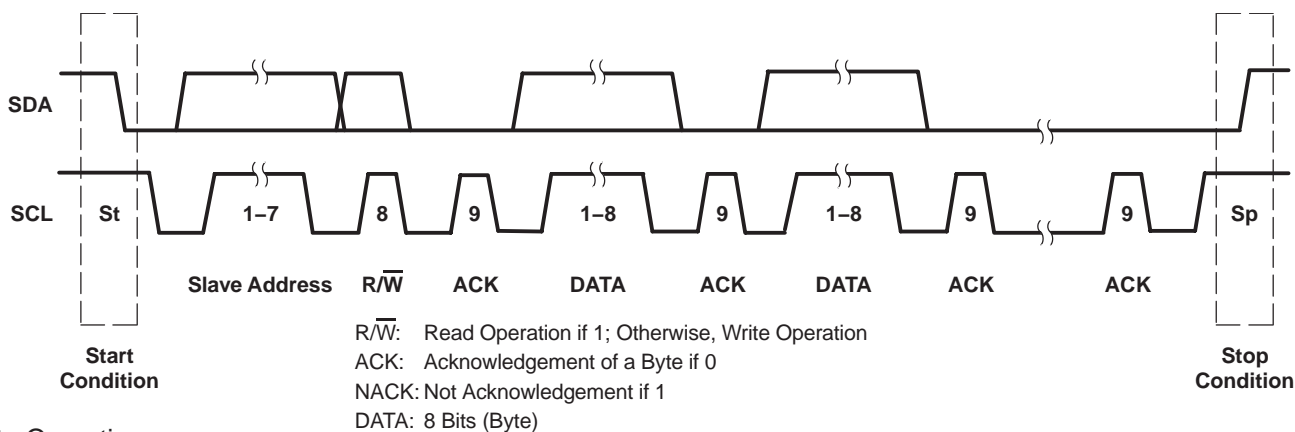 SDA
SCL St 1–7 8 9 1–8 9 1–8 9 9 Sp
Slave Address R/W̅ ACK DATA ACK DATA ACK ACK
Start
Condition
Stop
Condition
R/W̅: Read Operation if 1; Otherwise, Write Operation
ACK: Acknowledgement of a Byte if 0
NACK: Not Acknowledgement if 1
DATA: 8 Bits (Byte)